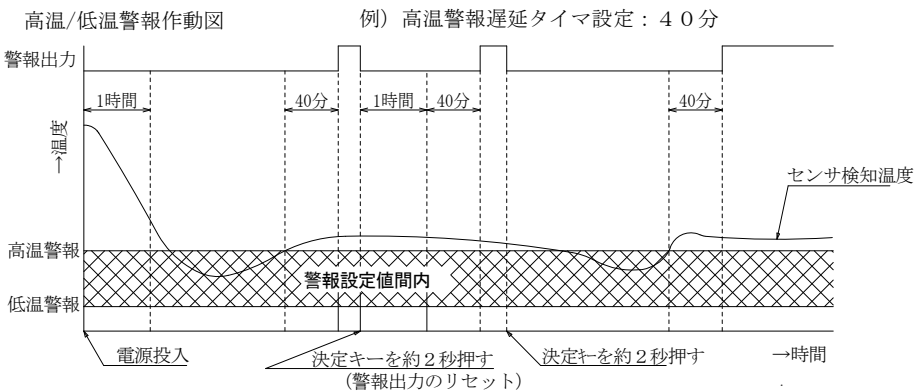 高温/低温警報作動図
例）高温警報遅延タイマ設定：４０分
警報出力
1時間
40分
1時間
40分
40分
→温度
センサ検知温度
高温警報
警報設定値間内
低温警報
電源投入
決定キーを約２秒押す
（警報出力のリセット）
決定キーを約２秒押す
→時間